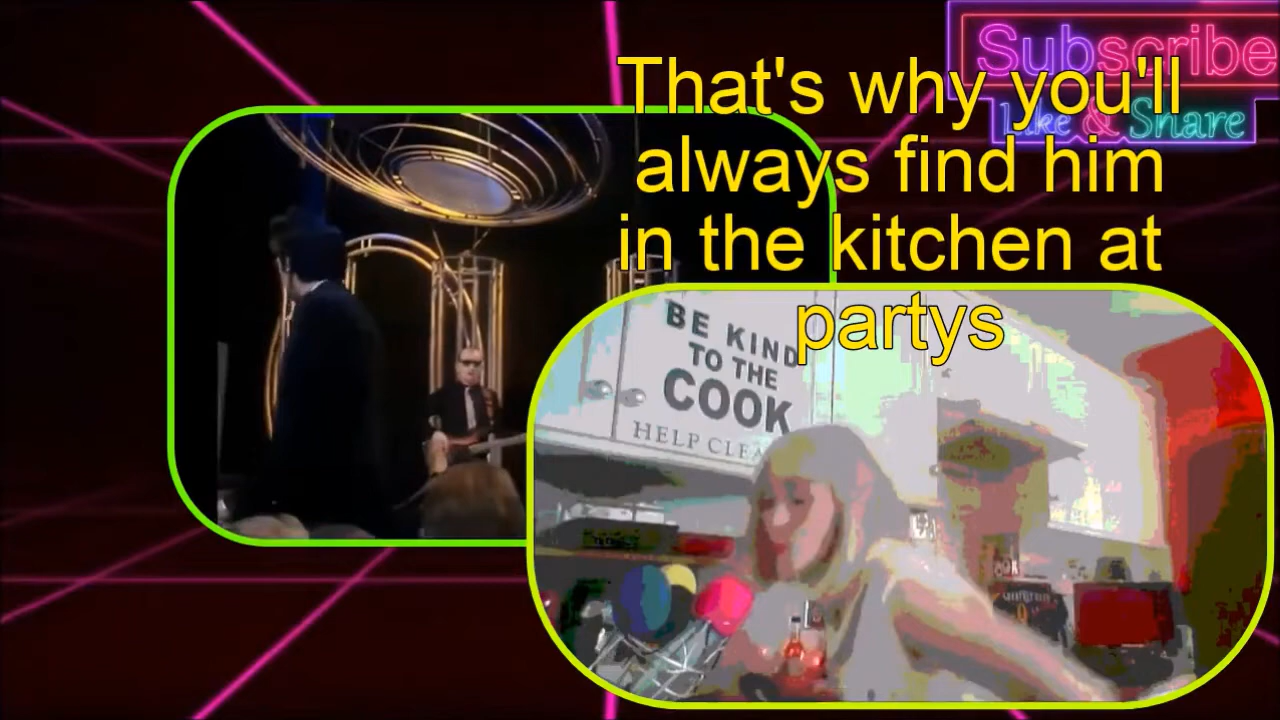 Subscribe
Like & Share
That's why you'll
always find him
in the kitchen at
partys
BE KIND
TO THE
COOK
HELP CLEA